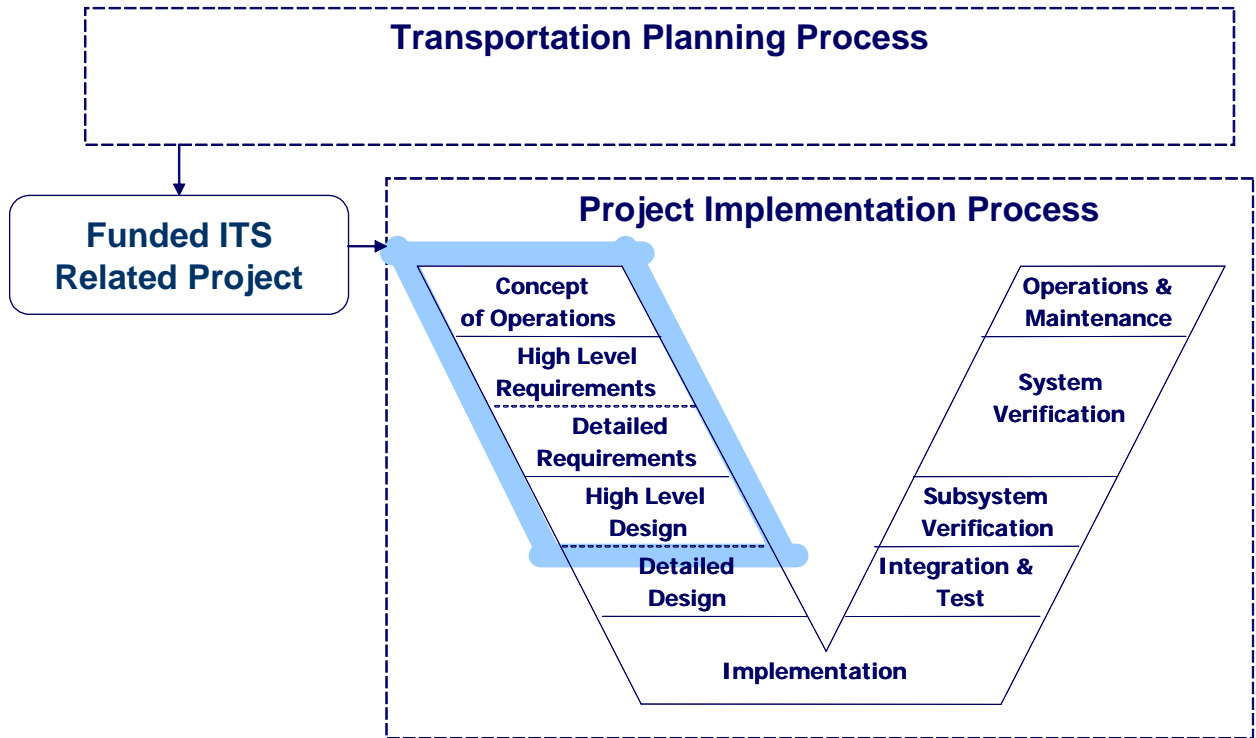 Transportation Planning Process
Funded ITS
Related Project
Project Implementation Process
Concept
of Operations
High Level
Requirements
Detailed
Requirements
High Level
Design
Detailed
Design
Implementation
Operations &
Maintenance
System
Verification
Subsystem
Verification
Integration &
Test